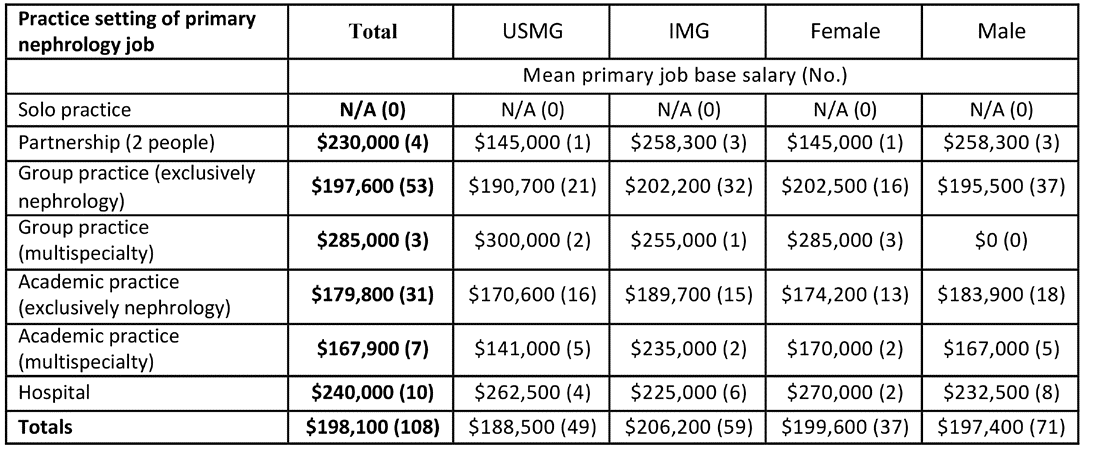 Practice setting of primary nephrology job Total USMG IMG Female Male
Mean primary job base salary (No.)
Solo practice N/A (0) N/A (0) N/A (0) N/A (0) N/A (0)
Partnership (2 people) $230,000 (4) $145,000 (1) $258,300 (3) $145,000 (1) $258,300 (3)
Group practice (exclusively nephrology) $197,600 (53) $190,700 (21) $202,200 (32) $202,500 (16) $195,500 (37)
Group practice (multispecialty) $285,000 (3) $300,000 (2) $255,000 (1) $285,000 (3) $0 (0)
Academic practice (exclusively nephrology) $179,800 (31) $170,600 (16) $189,700 (15) $174,200 (13) $183,900 (18)
Academic practice (multispecialty) $167,900 (7) $141,000 (5) $235,000 (2) $170,000 (2) $167,000 (5)
Hospital $240,000 (10) $262,500 (4) $225,000 (6) $270,000 (2) $232,500 (8)
Totals $198,100 (108) $188,500 (49) $206,200 (59) $199,600 (37) $197,400 (71)